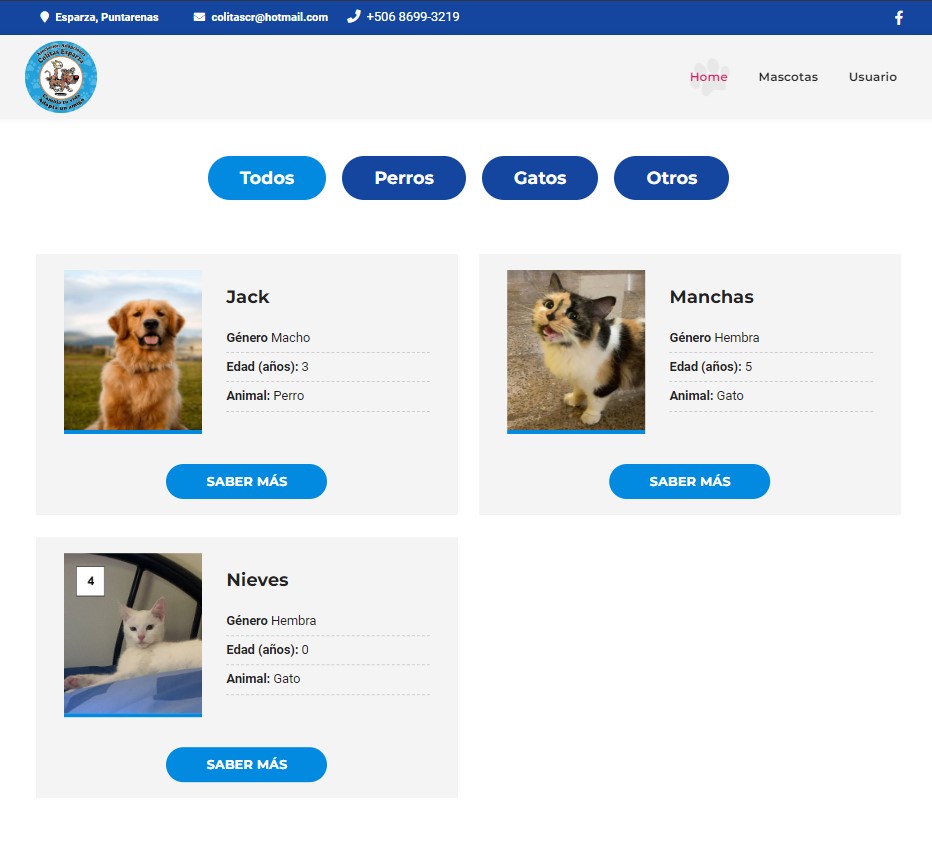 Esparza, Puntarenas colitascr@hotmail.com +506 8699-3219
Colitas Esparza
Home Mascotas Usuario
Todos Perros Gatos Otros
Jack
Género Macho
Edad (años): 3
Animal: Perro
SABER MÁS
Manchas
Género Hembra
Edad (años): 5
Animal: Gato
SABER MÁS
4
Nieves
Género Hembra
Edad (años): 0
Animal: Gato
SABER MÁS